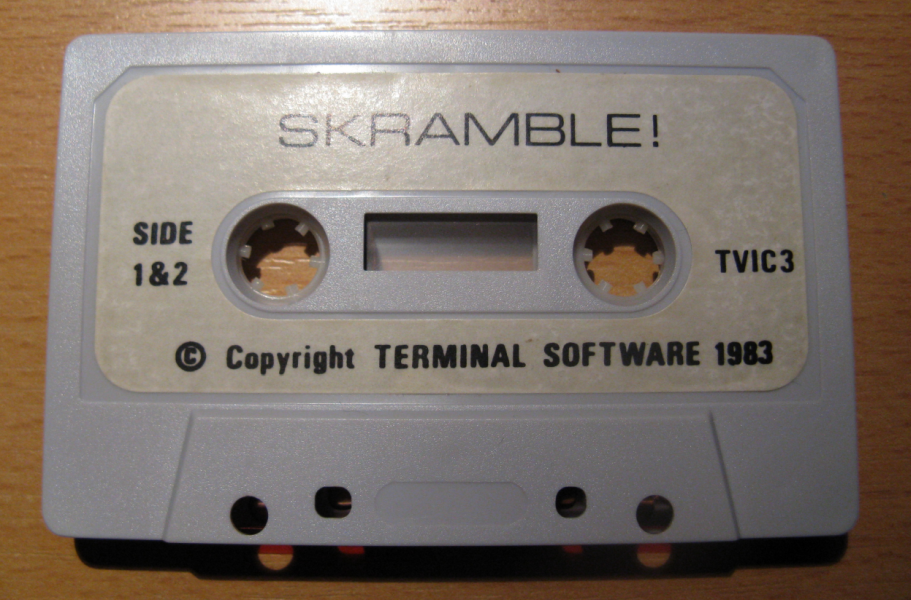 SKRAMBLE!
SIDE
1&2
TVIC3
© Copyright TERMINAL SOFTWARE 1983